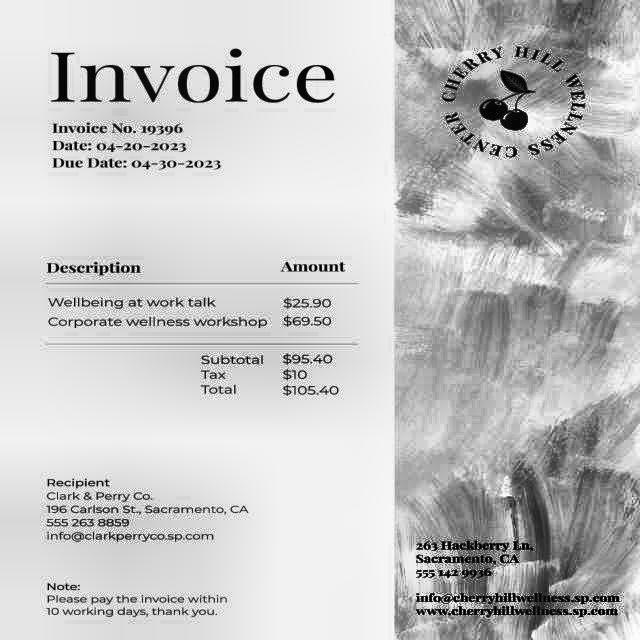 Invoice
Invoice No. 19396
Date: 04-20-2023
Due Date: 04-30-2023
CHERRY HILL WELLNESS CENTER
Description Amount
Wellbeing at work talk $25.90
Corporate wellness workshop $69.50
Subtotal $95.40
Tax $10
Total $105.40
Recipient
Clark & Perry Co.
196 Carlson St., Sacramento, CA
555 263 8859
info@clarkperryco.sp.com
Note:
Please pay the invoice within
10 working days, thank you.
263 Hackberry Ln,
Sacramento, CA
555 142 9936
info@cherryhillwellness.sp.com
www.cherryhillwellness.sp.com